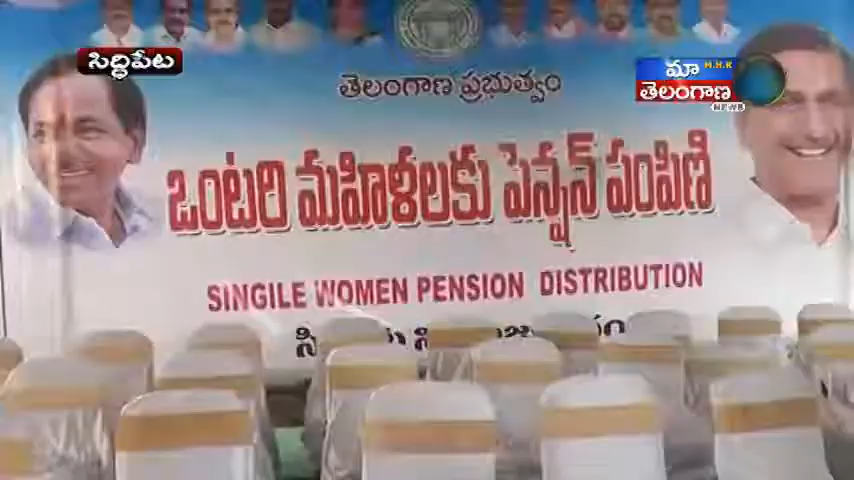 సిద్ధిపేట
మా M.H.R
తెలంగాణ
NEWS
తెలంగాణ ప్రభుత్వం
ఒంటరి మహిళలకు పెన్షన్ పంపిణి
SINGILE WOMEN PENSION DISTRIBUTION